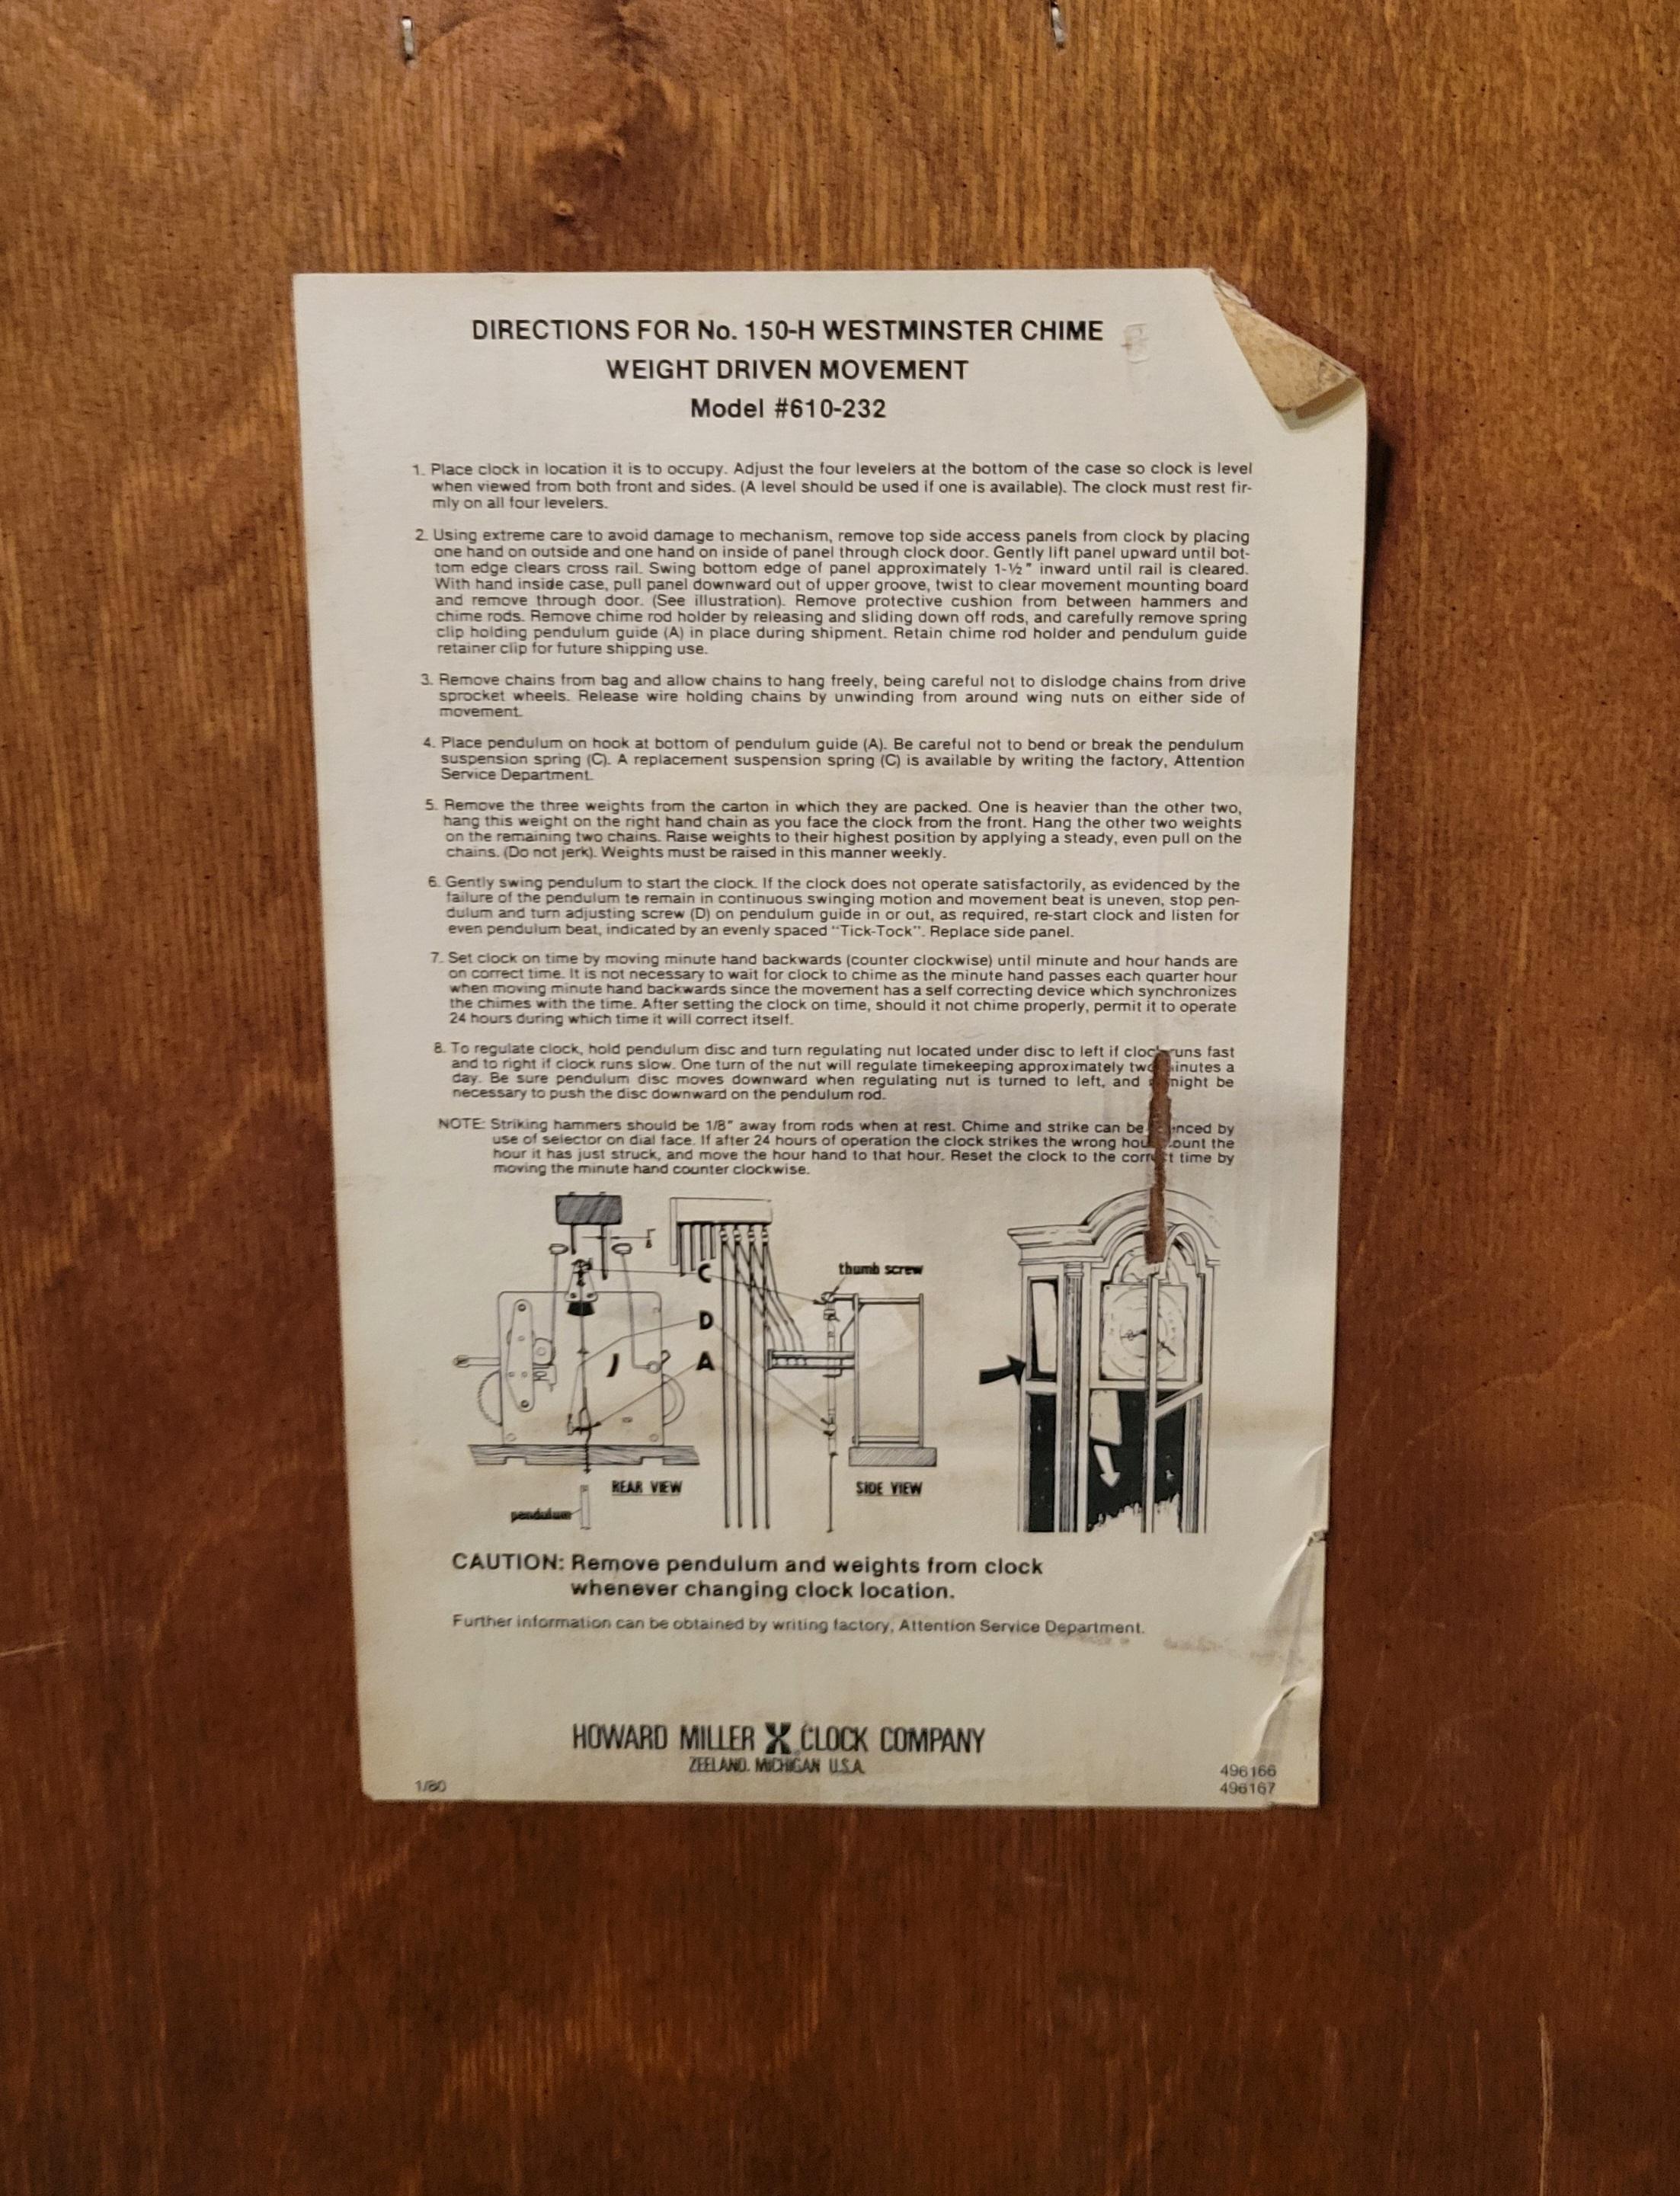 DIRECTIONS FOR No. 150-H WESTMINSTER CHIME
WEIGHT DRIVEN MOVEMENT
Model #610-232
1. Place clock in location it is to occupy. Adjust the four levelers at the bottom of the case so clock is level
when viewed from both front and sides. (A level should be used if one is available). The clock must rest fir-
mly on all four levelers.
2. Using extreme care to avoid damage to mechanism, remove top side access panels from clock by placing
one hand on outside and one hand on inside of panel through clock door. Gently lift panel upward until bot-
tom edge clears cross rail. Swing bottom edge of panel approximately 1-½" inward until rail is cleared.
With hand inside case, pull panel downward out of upper groove, twist to clear movement mounting board
and remove through door. (See illustration). Remove protective cushion from between hammers and
chime rods. Remove chime rod holder by releasing and sliding down off rods, and carefully remove spring
clip holding pendulum guide (A) in place during shipment. Retain chime rod holder and pendulum guide
retainer clip for future shipping use.
3. Remove chains from bag and allow chains to hang freely, being careful not to dislodge chains from drive
sprocket wheels. Release wire holding chains by unwinding from around wing nuts on either side of
movement.
4. Place pendulum on hook at bottom of pendulum guide (A). Be careful not to bend or break the pendulum
suspension spring (C). A replacement suspension spring (C) is available by writing the factory, Attention
Service Department.
5. Remove the three weights from the carton in which they are packed. One is heavier than the other two,
hang this weight on the right hand chain as you face the clock from the front. Hang the other two weights
on the remaining two chains. Raise weights to their highest position by applying a steady, even pull on the
chains. (Do not jerk). Weights must be raised in this manner weekly.
6. Gently swing pendulum to start the clock. If the clock does not operate satisfactorily, as evidenced by the
failure of the pendulum to remain in continuous swinging motion and movement beat is uneven, stop pen-
dulum and turn adjusting screw (D) on pendulum guide in or out, as required, re-start clock and listen for
even pendulum beat, indicated by an evenly spaced "Tick-Tock". Replace side panel.
7. Set clock on time by moving minute hand backwards (counter clockwise) until minute and hour hands are
on correct time. It is not necessary to wait for clock to chime as the minute hand passes each quarter hour
when moving minute hand backwards since the movement has a self correcting device which synchronizes
the chimes with the time. After setting the clock on time, should it not chime properly, permit it to operate
24 hours during which time it will correct itself.
8. To regulate clock, hold pendulum disc and turn regulating nut located under disc to left if clock runs fast
and to right if clock runs slow. One turn of the nut will regulate timekeeping approximately two minutes a
day. Be sure pendulum disc moves downward when regulating nut is turned to left, and might be
necessary to push the disc downward on the pendulum rod.
NOTE: Striking hammers should be 1/8" away from rods when at rest. Chime and strike can be by
use of selector on dial face. If after 24 hours of operation the clock strikes the wrong hour the
hour it has just struck, and move the hour hand to that hour. Reset the clock to the correct time by
moving the minute hand counter clockwise.
C
thumb screw
D
A
REAR VIEW
SIDE VIEW
pendulum
CAUTION: Remove pendulum and weights from clock
whenever changing clock location.
Further information can be obtained by writing factory, Attention Service Department.
HOWARD MILLER CLOCK COMPANY
ZEELAND, MICHIGAN U.S.A.
1/80
496166
496167